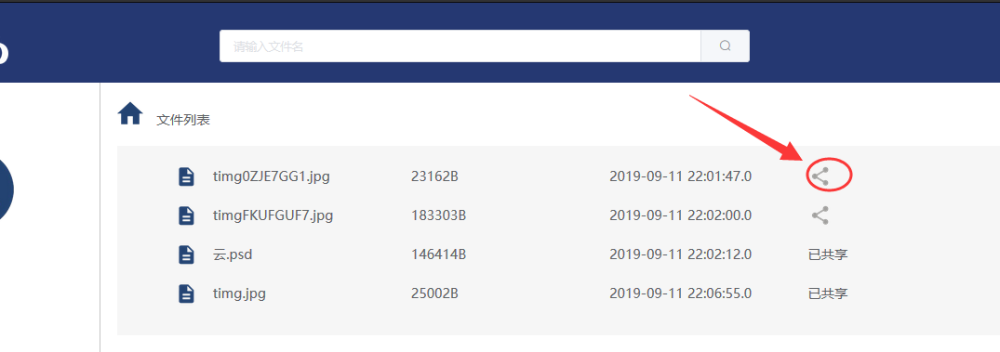 请输入文件名
文件列表
timg0ZJE7GG1.jpg 23162B 2019-09-11 22:01:47.0
timgFKUFGUF7.jpg 183303B 2019-09-11 22:02:00.0
云.psd 146414B 2019-09-11 22:02:12.0 已共享
timg.jpg 25002B 2019-09-11 22:06:55.0 已共享